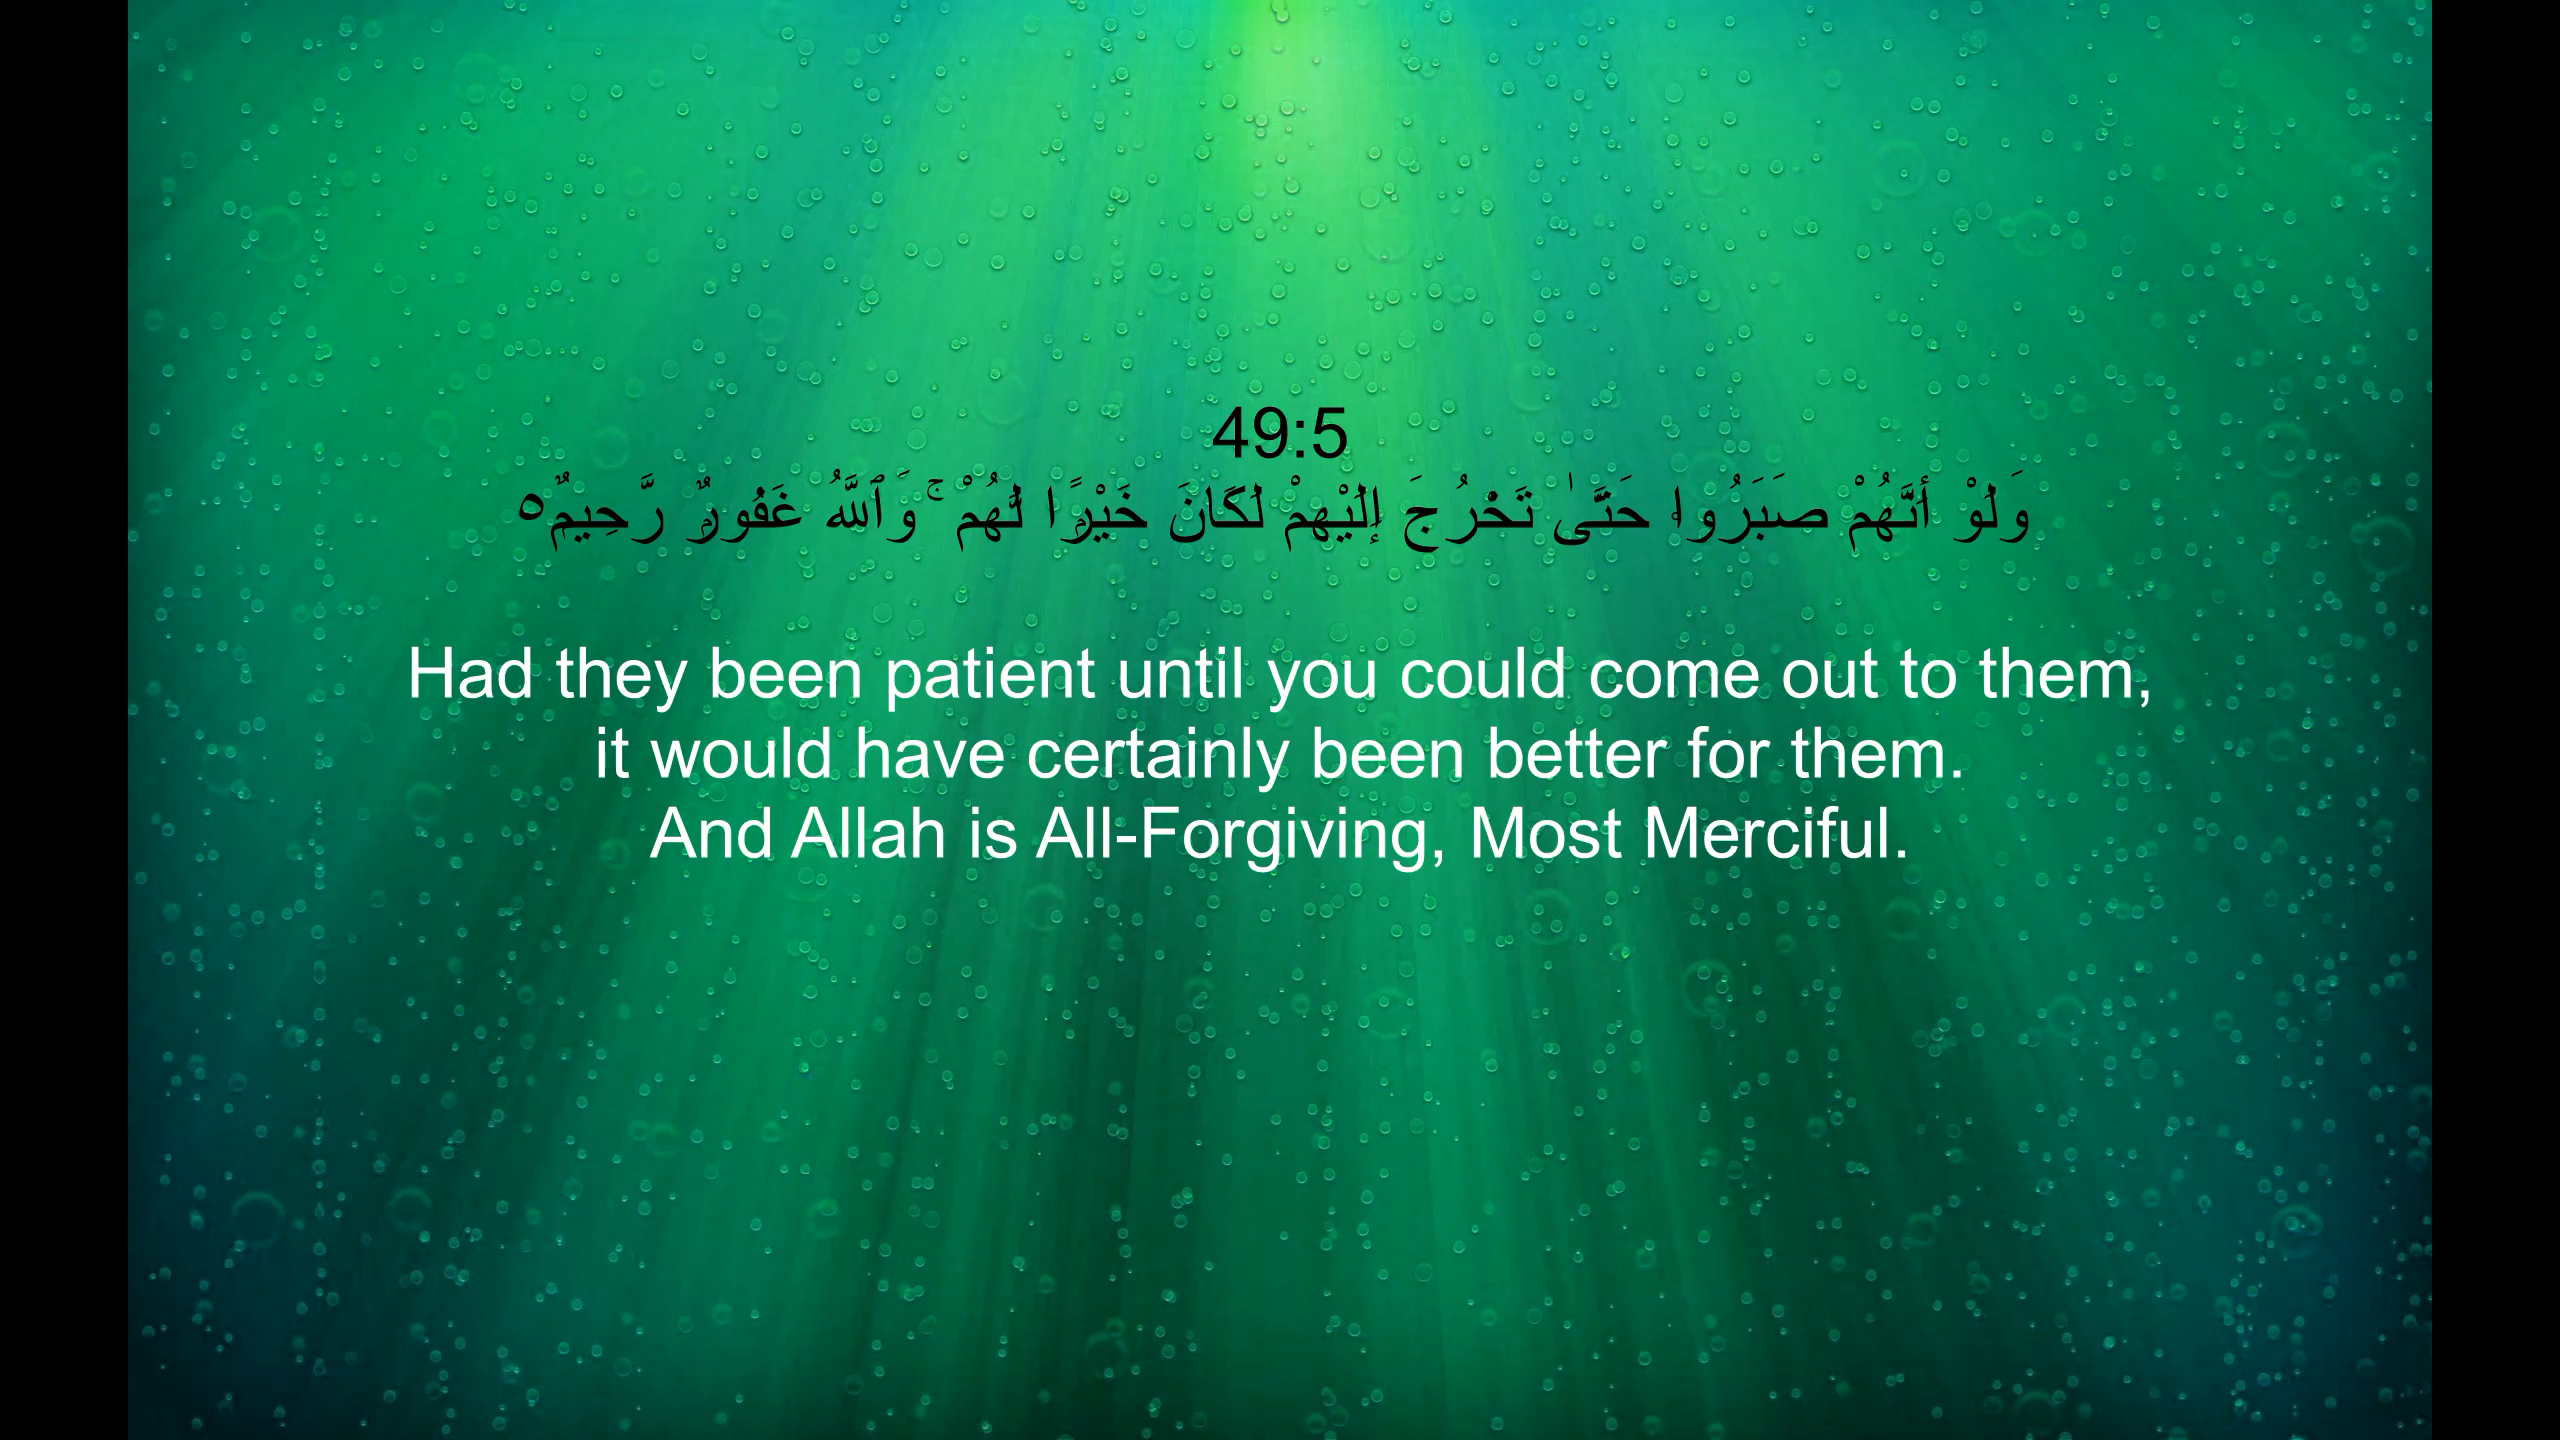 49:5
وَلَوْ أَنَّهُمْ صَبَرُوا۟ حَتَّىٰ تَخْرُجَ إِلَيْهِمْ لَكَانَ خَيْرًۭا لَّهُمْ ۚ وَٱللَّهُ غَفُورٌۭ رَّحِيمٌۭ ٥
Had they been patient until you could come out to them,
it would have certainly been better for them.
And Allah is All-Forgiving, Most Merciful.